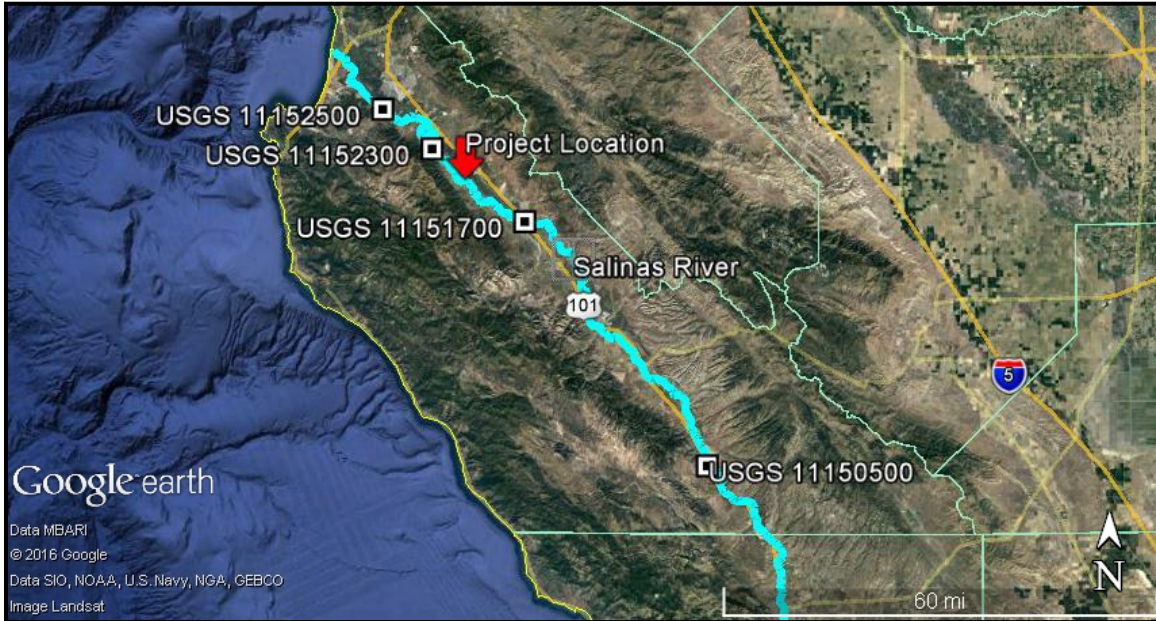 USGS 11152500
USGS 11152300
Project Location
USGS 11151700
Salinas River
101
5
USGS 11150500
Google earth
Data MBARI
© 2016 Google
Data SIO, NOAA, U.S. Navy, NGA, GEBCO
Image Landsat
N
60 mi